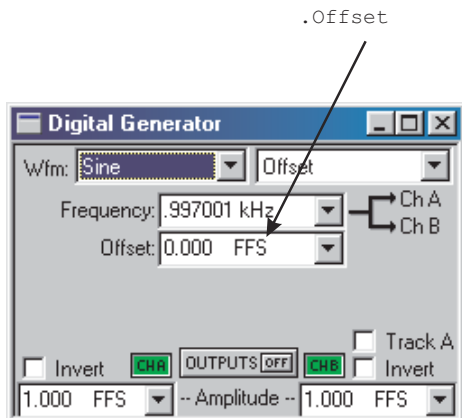 .Offset
Digital Generator
Wfm: Sine Offset
Frequency: .997001 kHz Ch A
Ch B
Offset: 0.000 FFS
Track A
Invert CHA OUTPUTS OFF CHB Invert
1.000 FFS -- Amplitude -- 1.000 FFS